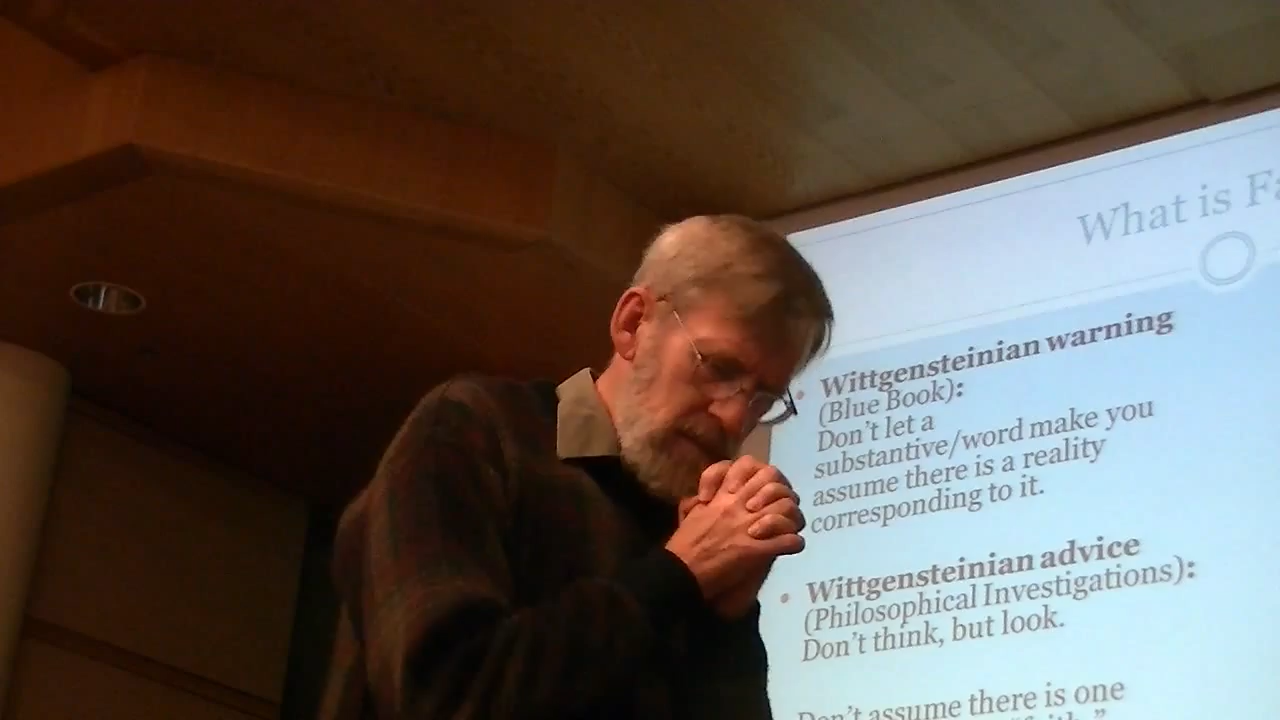 What is Fa
• Wittgensteinian warning
(Blue Book):
Don't let a
substantive/word make you
assume there is a reality
corresponding to it.
• Wittgensteinian advice
(Philosophical Investigations):
Don't think, but look.
Don't assume there is one